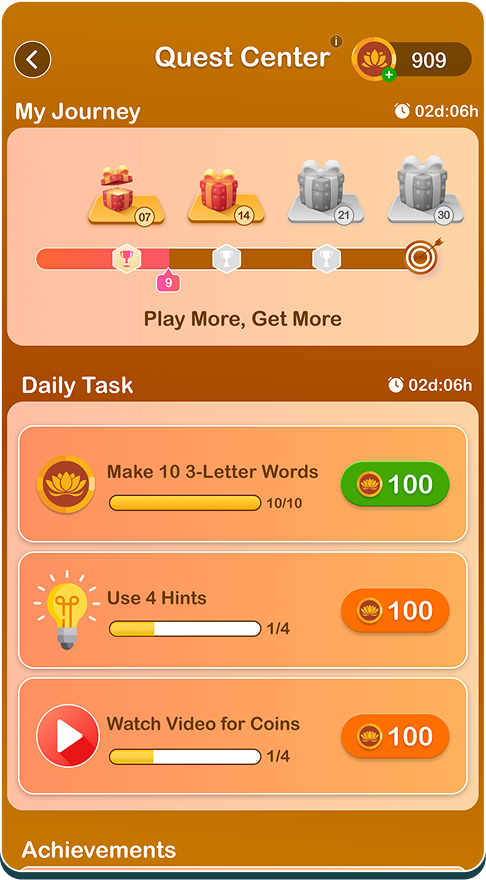 Quest Center
i
909
My Journey
02d:06h
07
14
21
30
9
Play More, Get More
Daily Task
02d:06h
Make 10 3-Letter Words
10/10
100
Use 4 Hints
1/4
100
Watch Video for Coins
1/4
100
Achievements